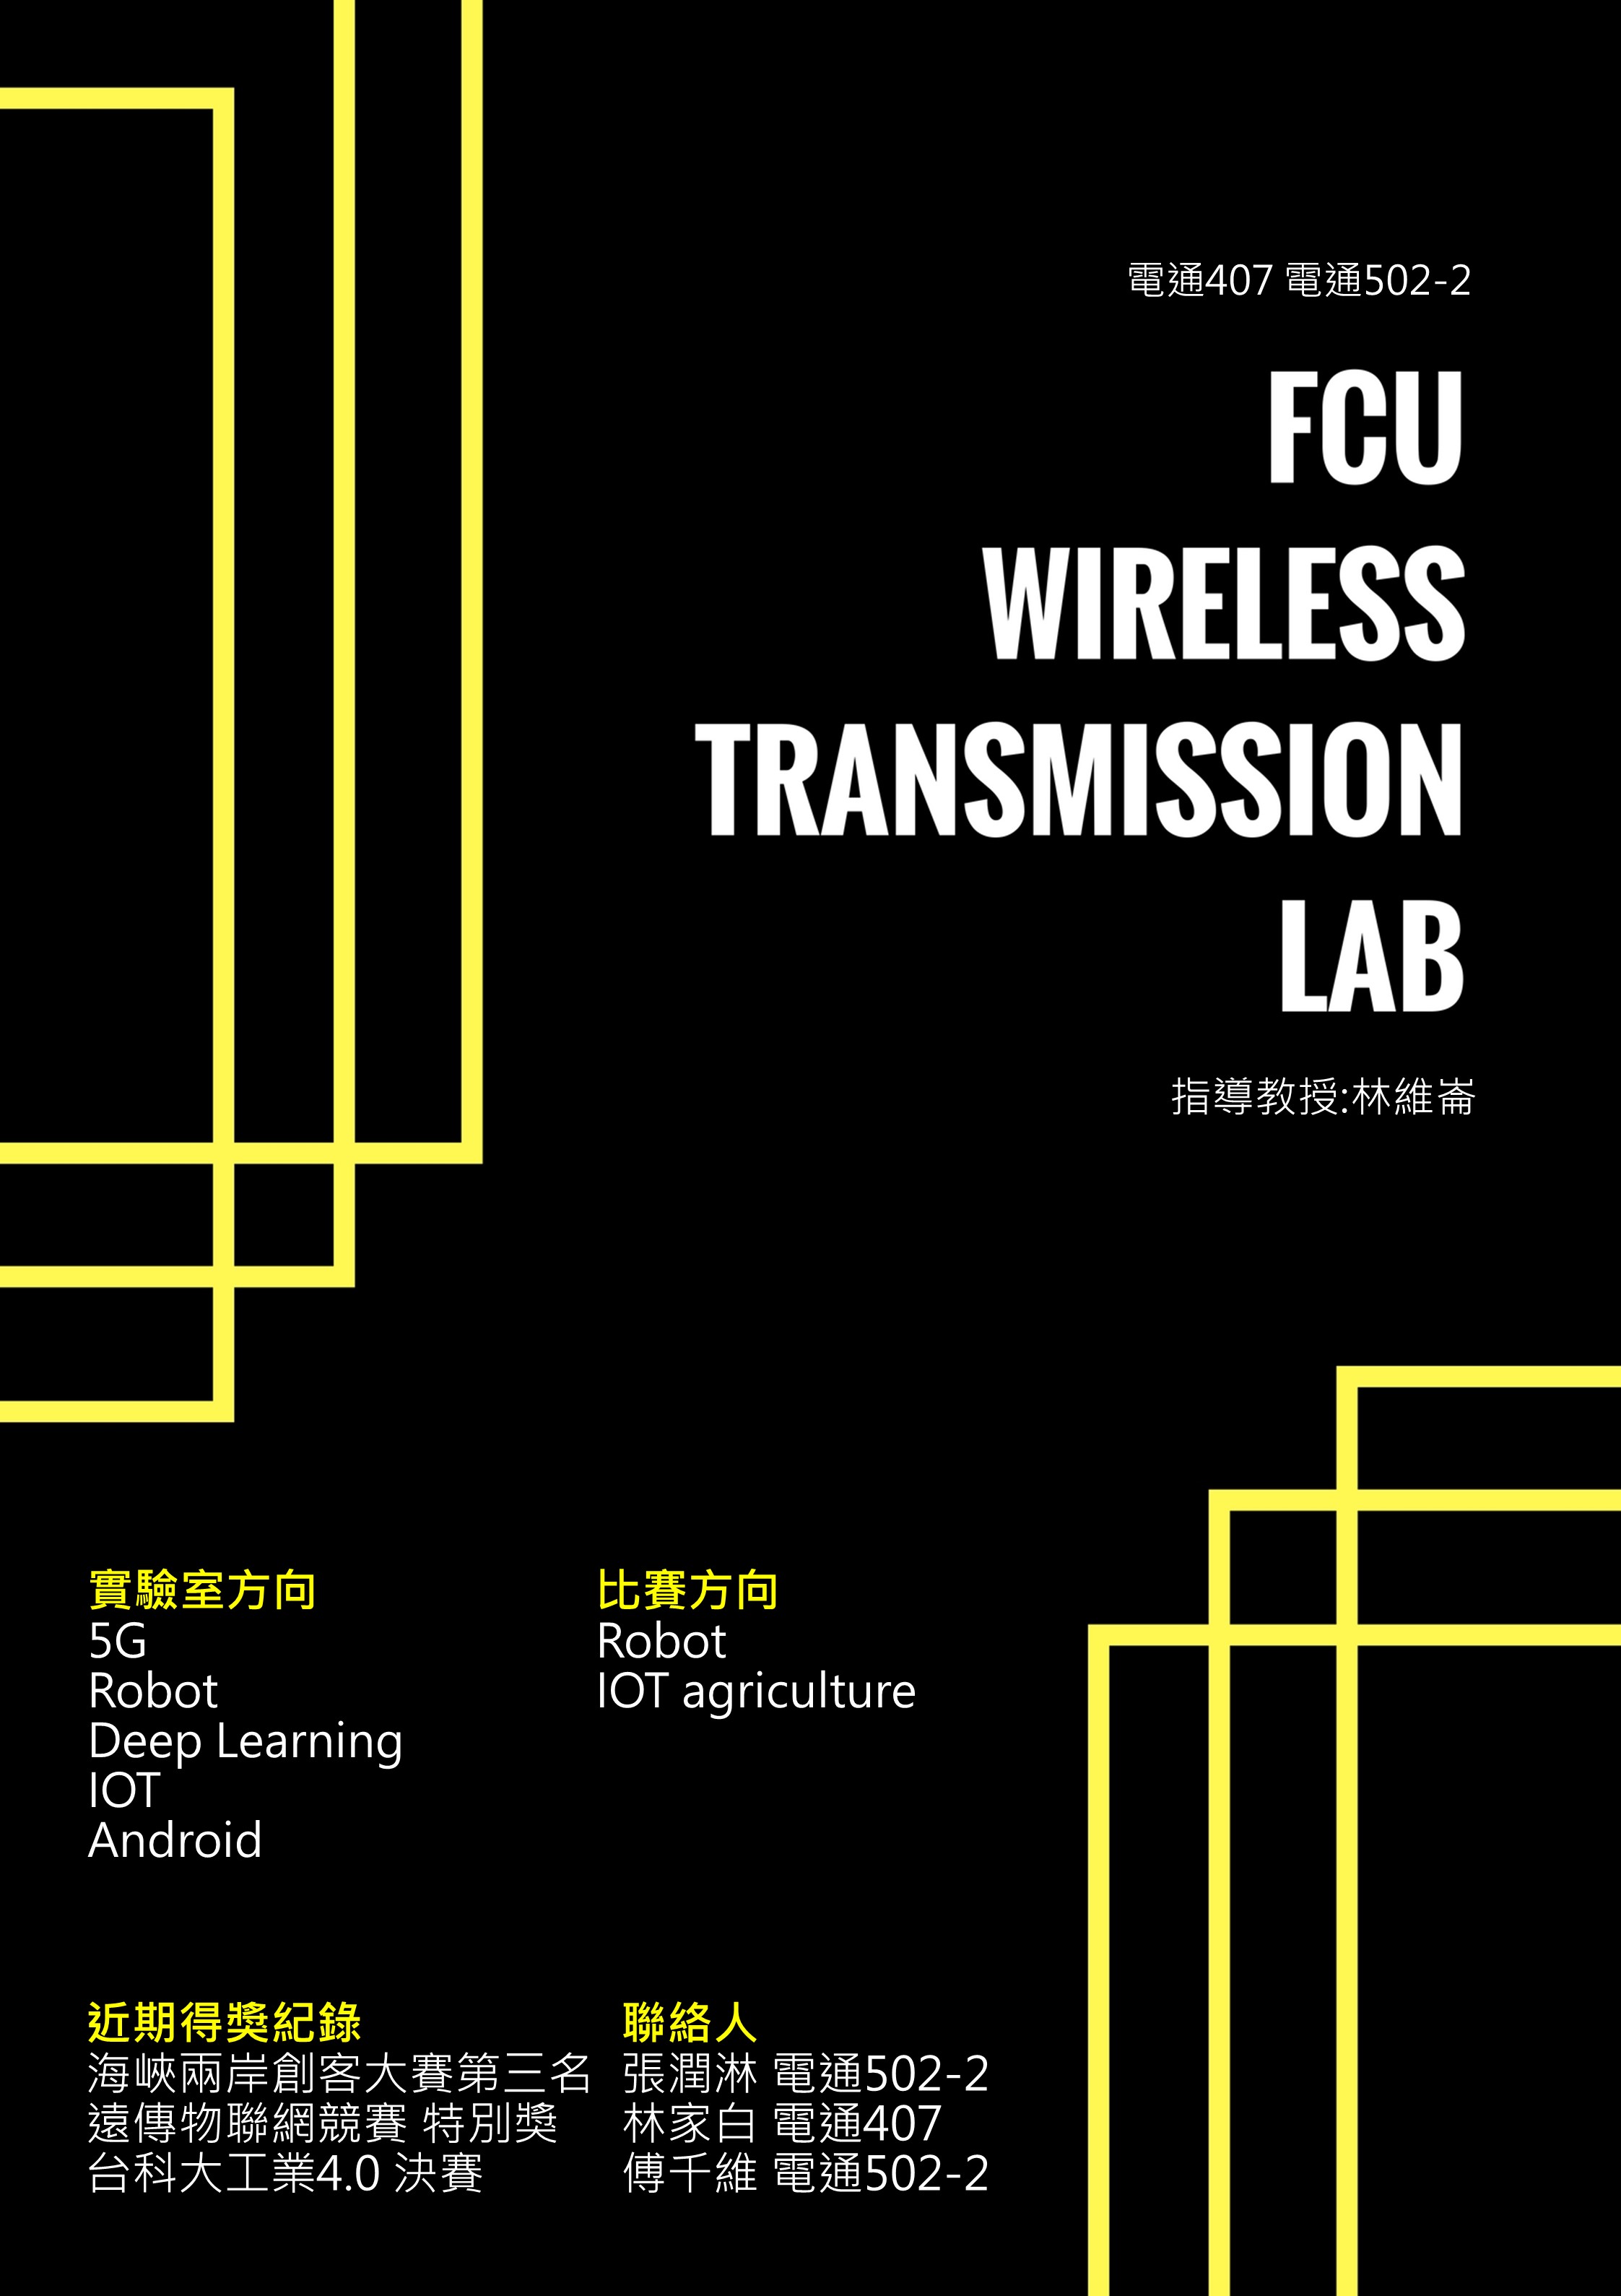 電通407 電通502-2
FCU
WIRELESS
TRANSMISSION
LAB
指導教授:林維崙
實驗室方向
5G
Robot
Deep Learning
IOT
Android
比賽方向
Robot
IOT agriculture
近期得獎紀錄
海峽兩岸創客大賽第三名
遠傳物聯網競賽 特別獎
台科大工業4.0 決賽
聯絡人
張潤淋 電通502-2
林家白 電通407
傅千維 電通502-2